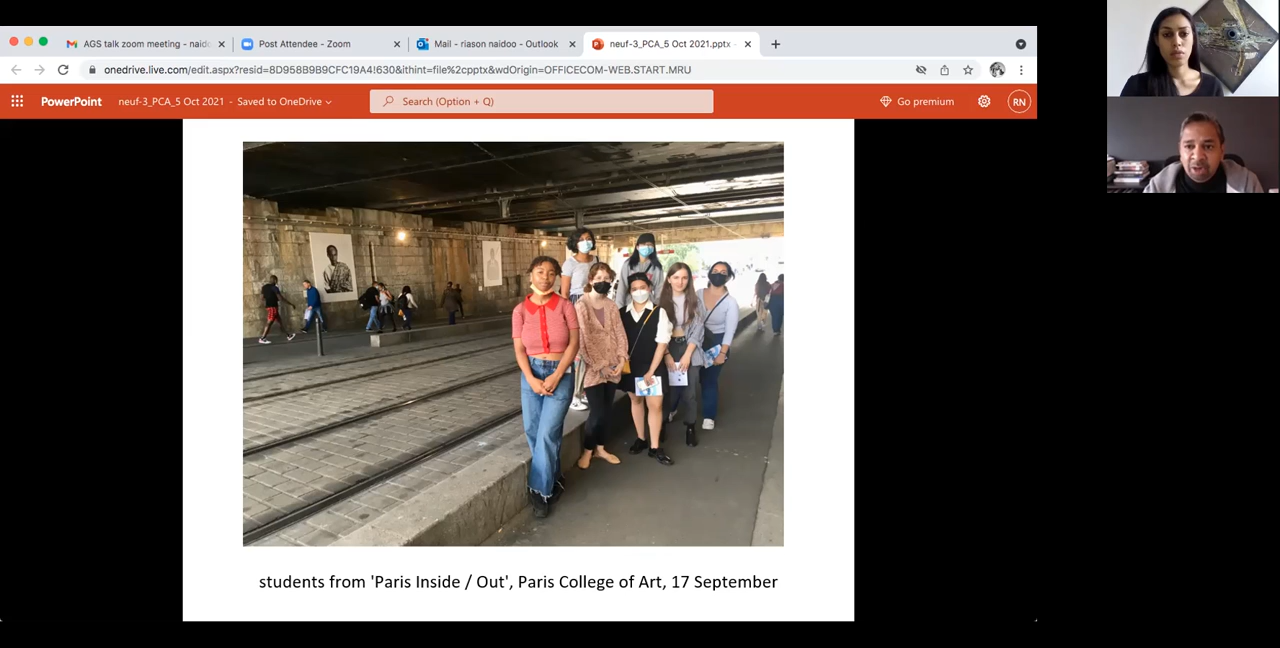 AGS talk zoom meeting - naid
Post Attendee - Zoom
Mail - riason naidoo - Outlook
neuf-3_PCA_5 Oct 2021.pptx -
onedrive.live.com/edit.aspx?resid=8D958B9B9CFC19A4!630&ithint=file%2cpptx&wdOrigin=OFFICECOM-WEB.START.MRU
PowerPoint
neuf-3_PCA_5 Oct 2021 - Saved to OneDrive
Search (Option + Q)
Go premium
RN
students from 'Paris Inside / Out', Paris College of Art, 17 September